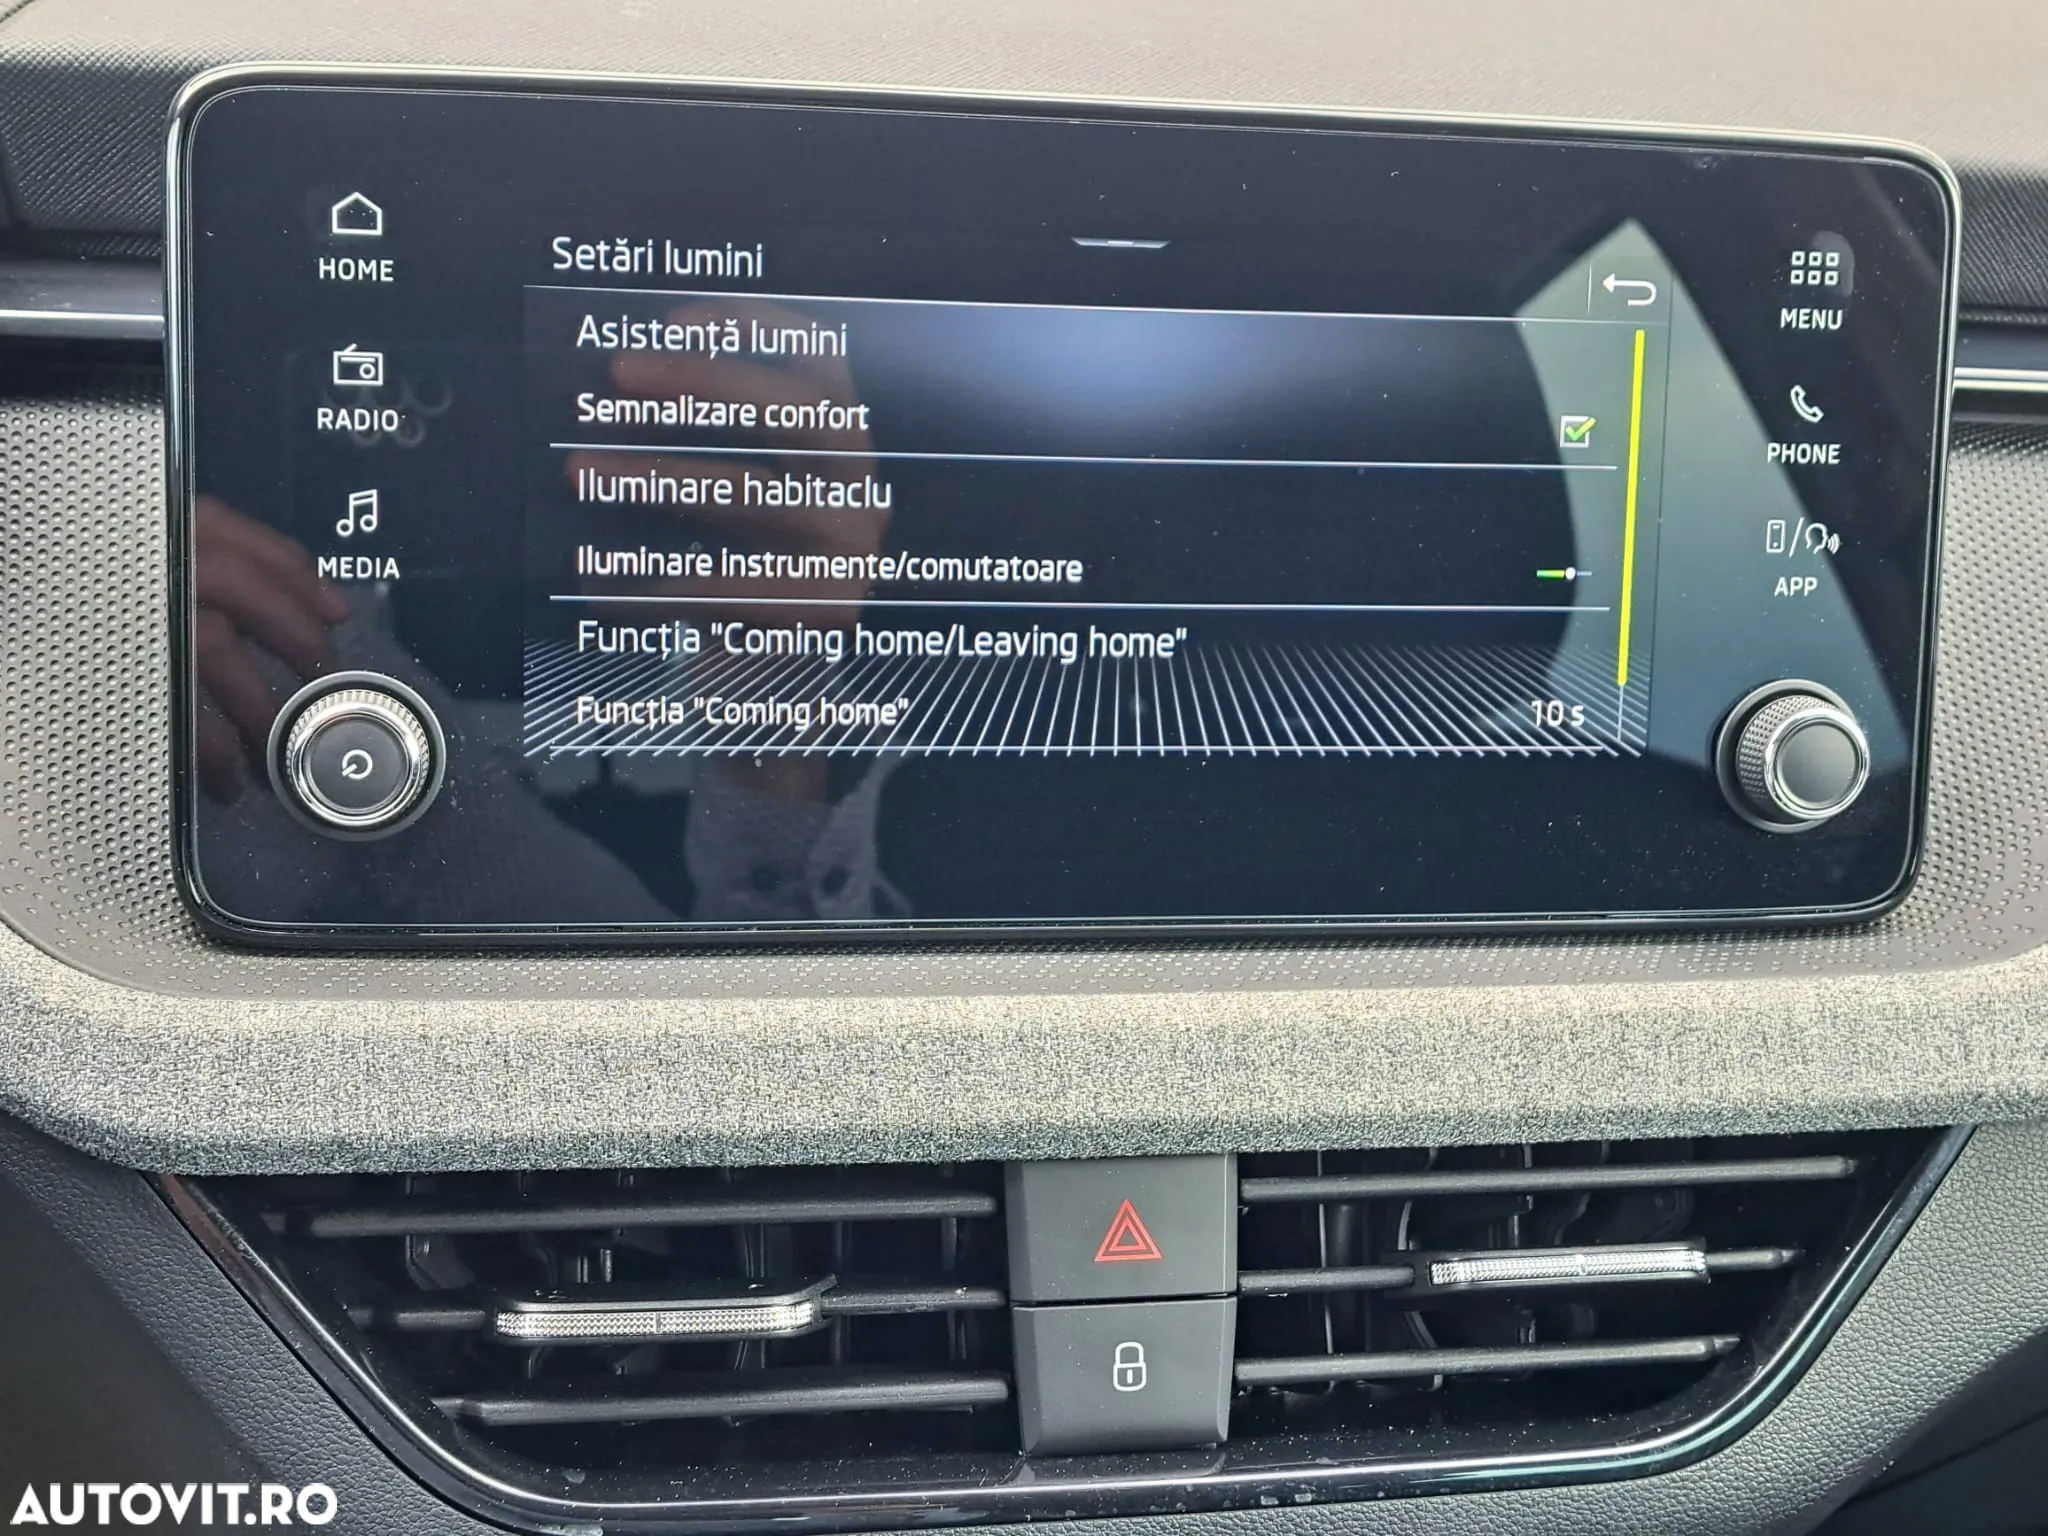 HOME
RADIO
MEDIA
Setări lumini
Asistență lumini
Semnalizare confort
Iluminare habitaclu
Iluminare instrumente/comutatoare
Funcția "Coming home/Leaving home"
Funcția "Coming home" 10 s
MENU
PHONE
APP
AUTOVIT.RO